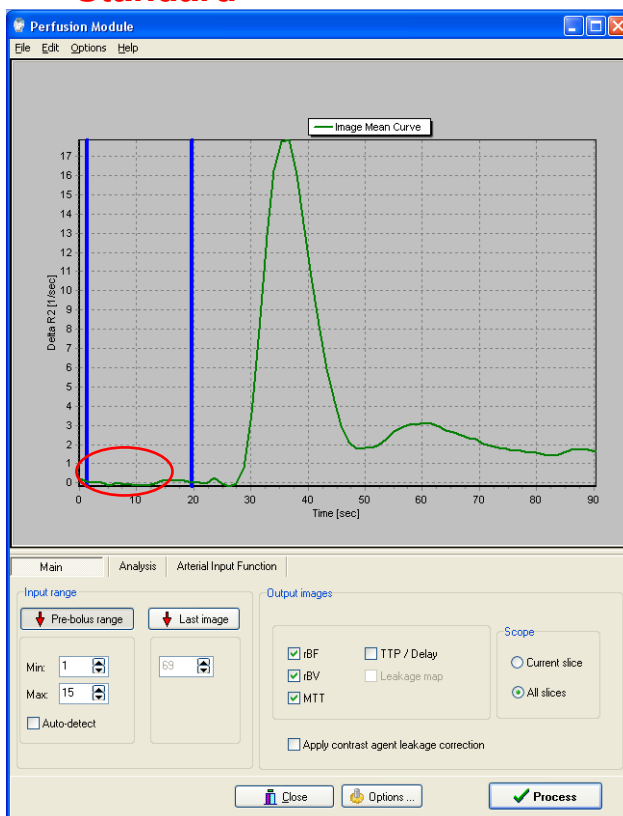 Standard
Perfusion Module
File Edit Options Help
Image Mean Curve
17
16
15
14
13
12
11
10
9
8
7
6
5
4
3
2
1
0
Delta R2 [1/sec]
0 10 20 30 40 50 60 70 80 90
Time [sec]
Main Analysis Arterial Input Function
Input range
Pre-bolus range Last image
Min: 1 69
Max: 15
Auto-detect
Output images
rBF TTP / Delay
rBV Leakage map
MTT
Scope
Current slice
All slices
Apply contrast agent leakage correction
Close Options ... Process